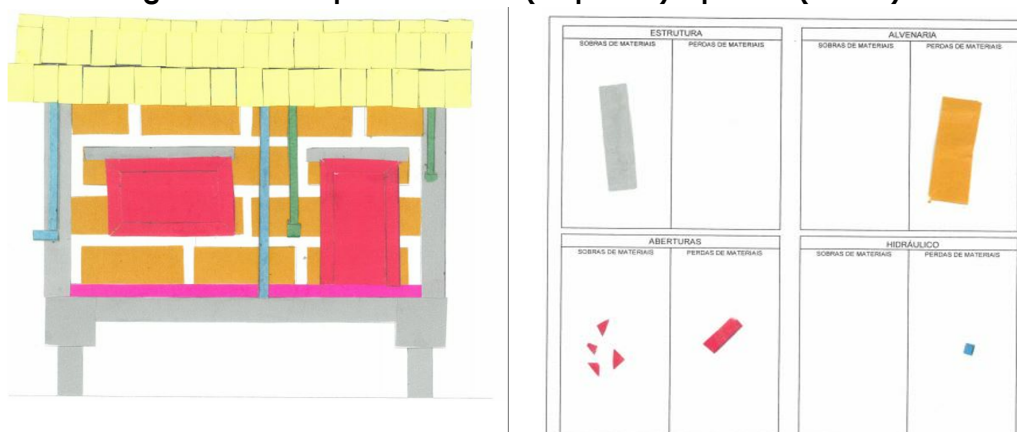 ESTRUTURA
SOBRAS DE MATERIAIS PERDAS DE MATERIAIS
ALVENARIA
SOBRAS DE MATERIAIS PERDAS DE MATERIAIS
ABERTURAS
SOBRAS DE MATERIAIS PERDAS DE MATERIAIS
HIDRÁULICO
SOBRAS DE MATERIAIS PERDAS DE MATERIAIS